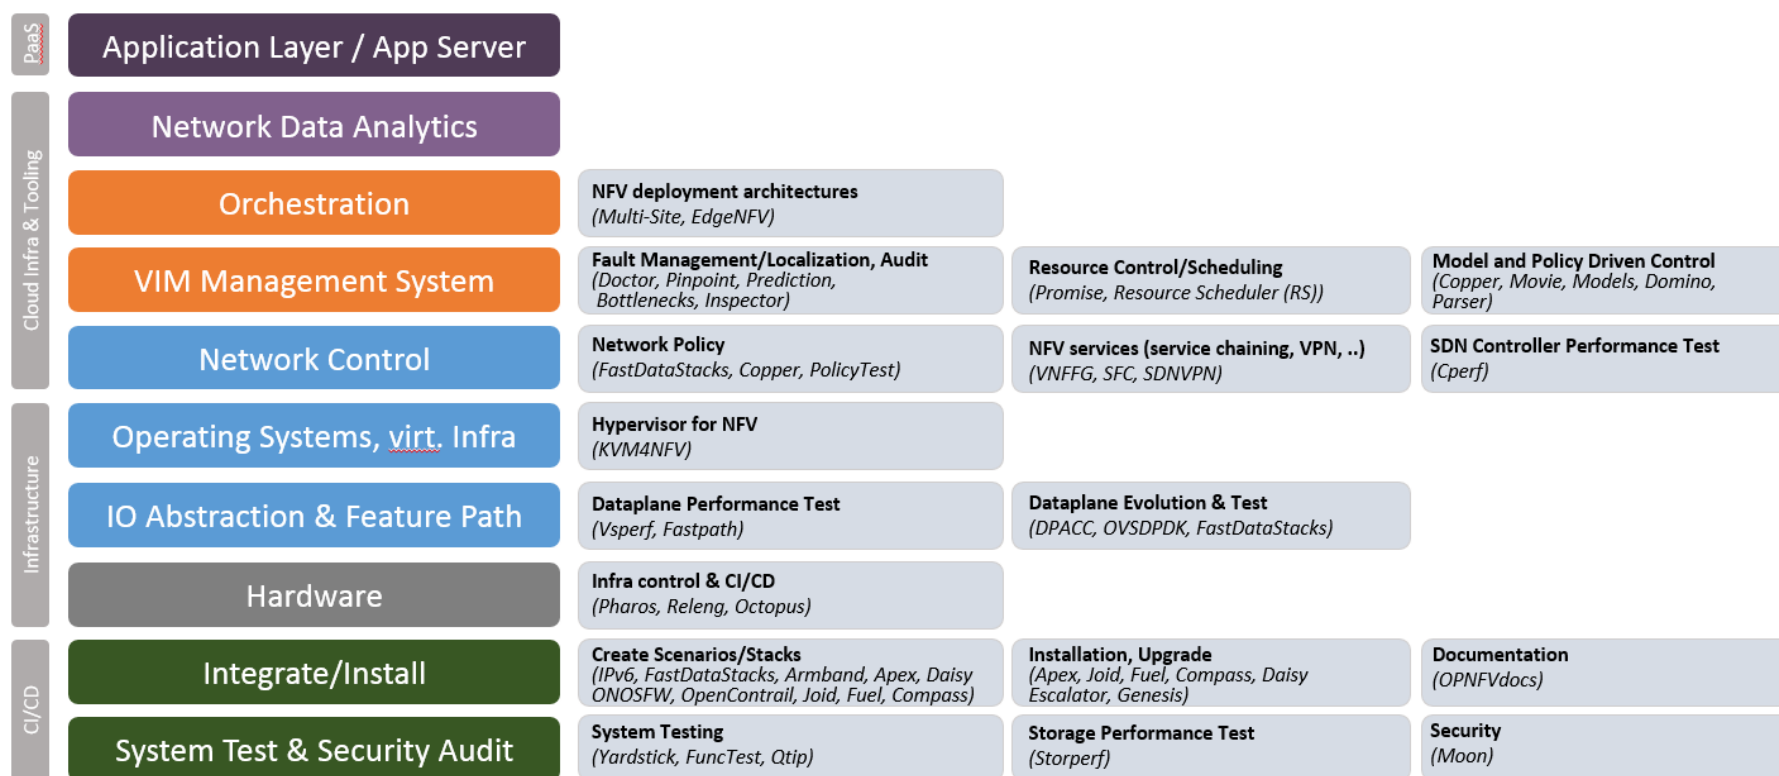 PaaS
Application Layer / App Server
Cloud Infra & Tooling
Network Data Analytics
Orchestration
NFV deployment architectures
(Multi-Site, EdgeNFV)
VIM Management System
Fault Management/Localization, Audit
(Doctor, Pinpoint, Prediction,
Bottlenecks, Inspector)
Resource Control/Scheduling
(Promise, Resource Scheduler (RS))
Model and Policy Driven Control
(Copper, Movie, Models, Domino,
Parser)
Network Control
Network Policy
(FastDataStacks, Copper, PolicyTest)
NFV services (service chaining, VPN, ..)
(VNFFG, SFC, SDNVPN)
SDN Controller Performance Test
(Cperf)
Infrastructure
Operating Systems, virt. Infra
Hypervisor for NFV
(KVM4NFV)
IO Abstraction & Feature Path
Dataplane Performance Test
(Vsperf, Fastpath)
Dataplane Evolution & Test
(DPACC, OVSDPDK, FastDataStacks)
Hardware
Infra control & CI/CD
(Pharos, Releng, Octopus)
CI/CD
Integrate/Install
Create Scenarios/Stacks
(IPv6, FastDataStacks, Armband, Apex, Daisy
ONOSFW, OpenContrail, Joid, Fuel, Compass)
Installation, Upgrade
(Apex, Joid, Fuel, Compass, Daisy
Escalator, Genesis)
Documentation
(OPNFVdocs)
System Test & Security Audit
System Testing
(Yardstick, FuncTest, Qtip)
Storage Performance Test
(Storperf)
Security
(Moon)